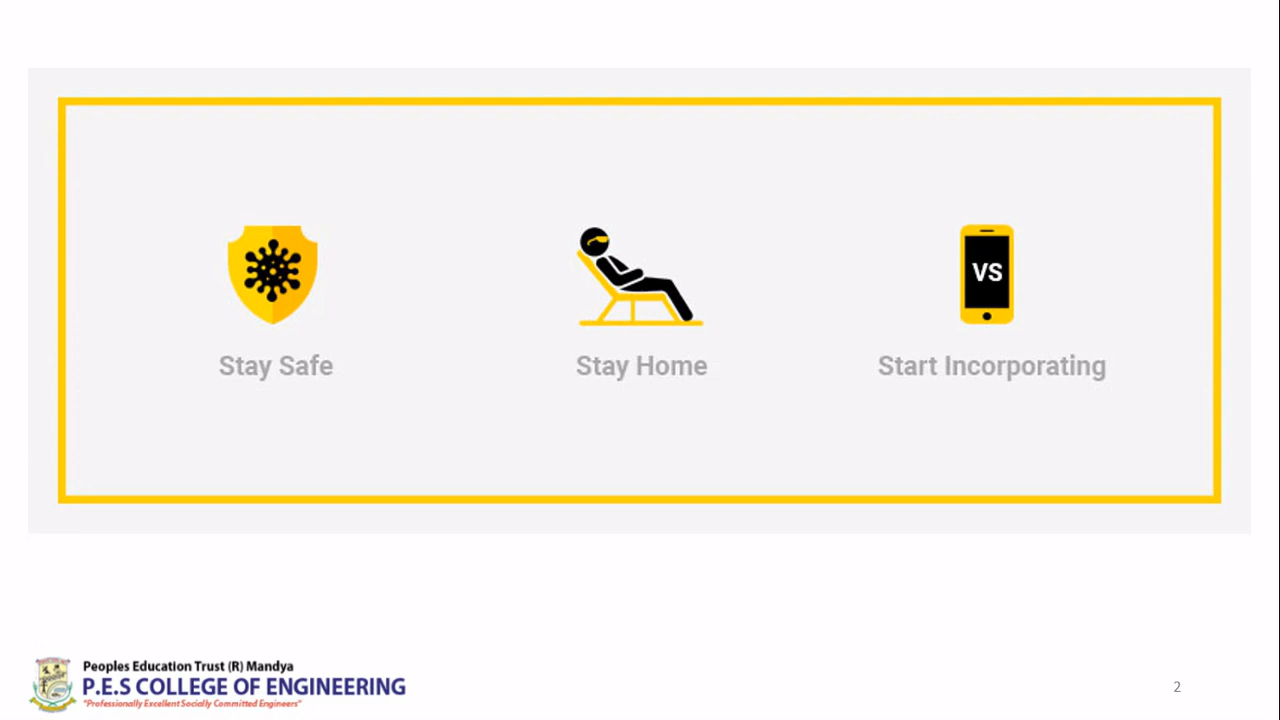 VS
Stay Safe
Stay Home
Start Incorporating
Peoples Education Trust (R) Mandya
P.E.S COLLEGE OF ENGINEERING
"Professionally Excellent Socially Committed Engineers"
2